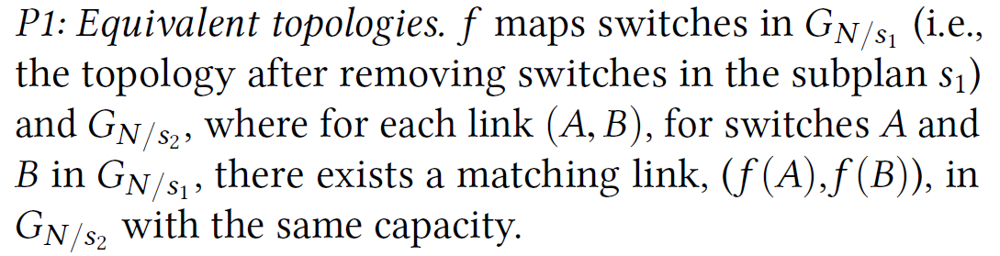 P1: Equivalent topologies. f maps switches in G_{N/s_1} (i.e.,
the topology after removing switches in the subplan s_1)
and G_{N/s_2}, where for each link (A, B), for switches A and
B in G_{N/s_1}, there exists a matching link, (f(A),f(B)), in
G_{N/s_2} with the same capacity.